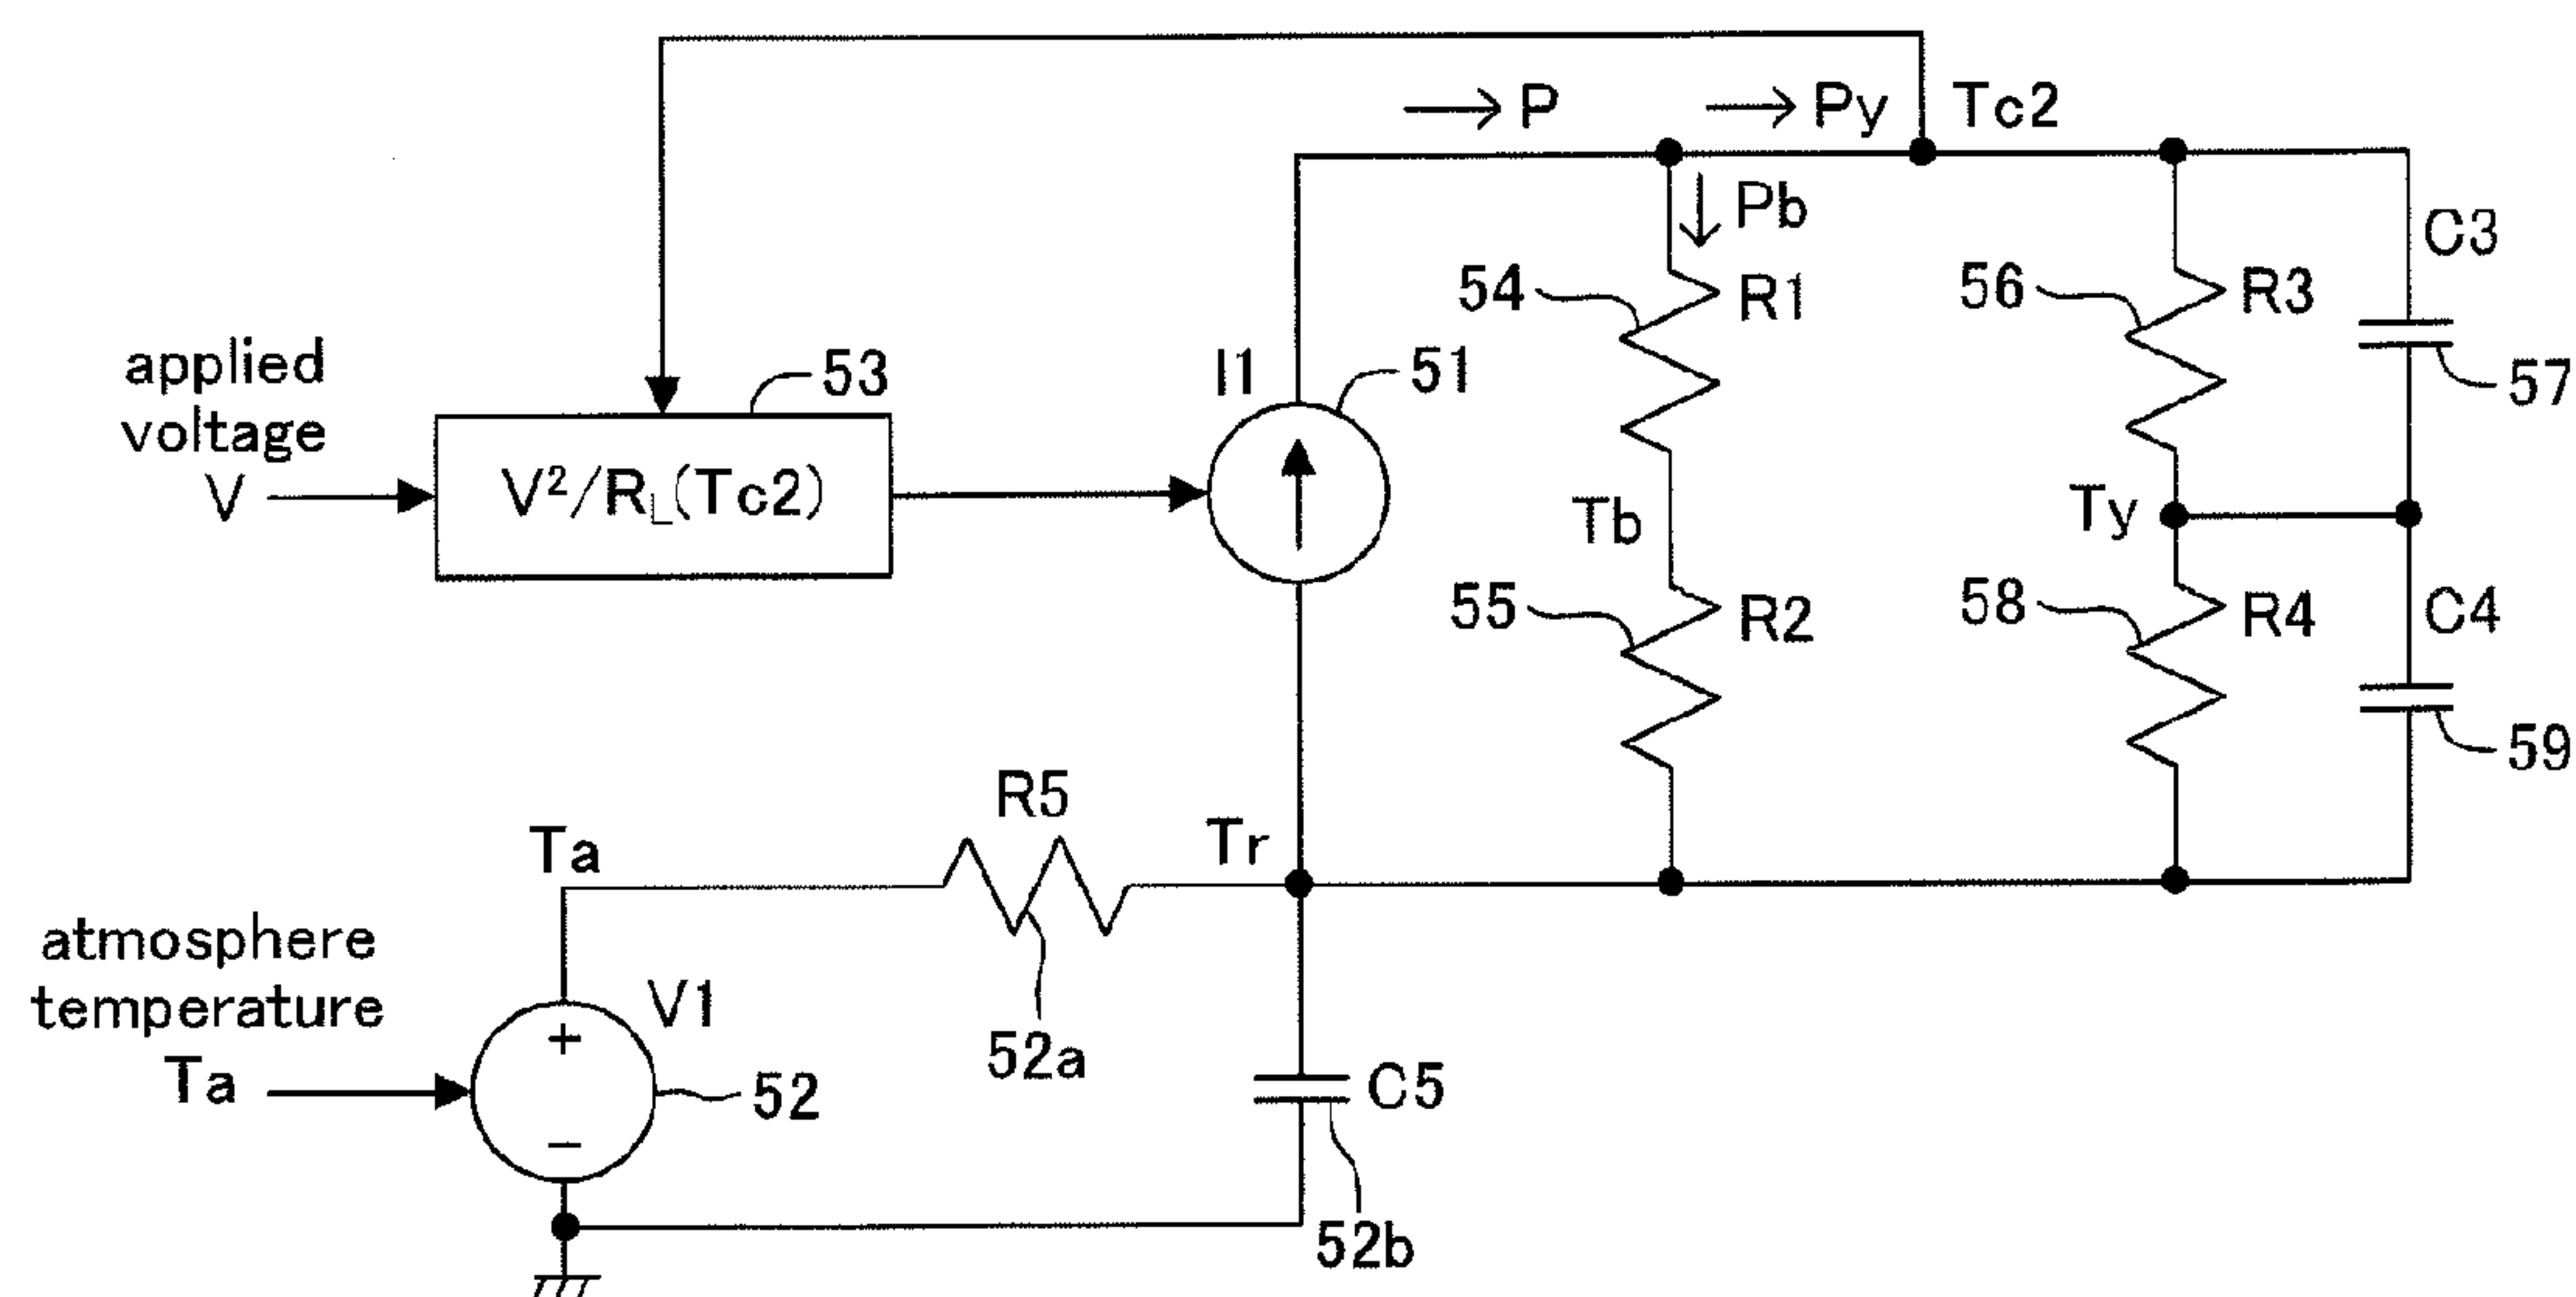 P
Py
Tc2
Pb
C3
54
R1
56
R3
applied
voltage
V
53
I1
51
57
V²/R_L(Tc2)
Tb
Ty
55
R2
58
R4
C4
59
R5
Ta
Tr
atmosphere
temperature
Ta
V1
+
−
52
52a
C5
52b